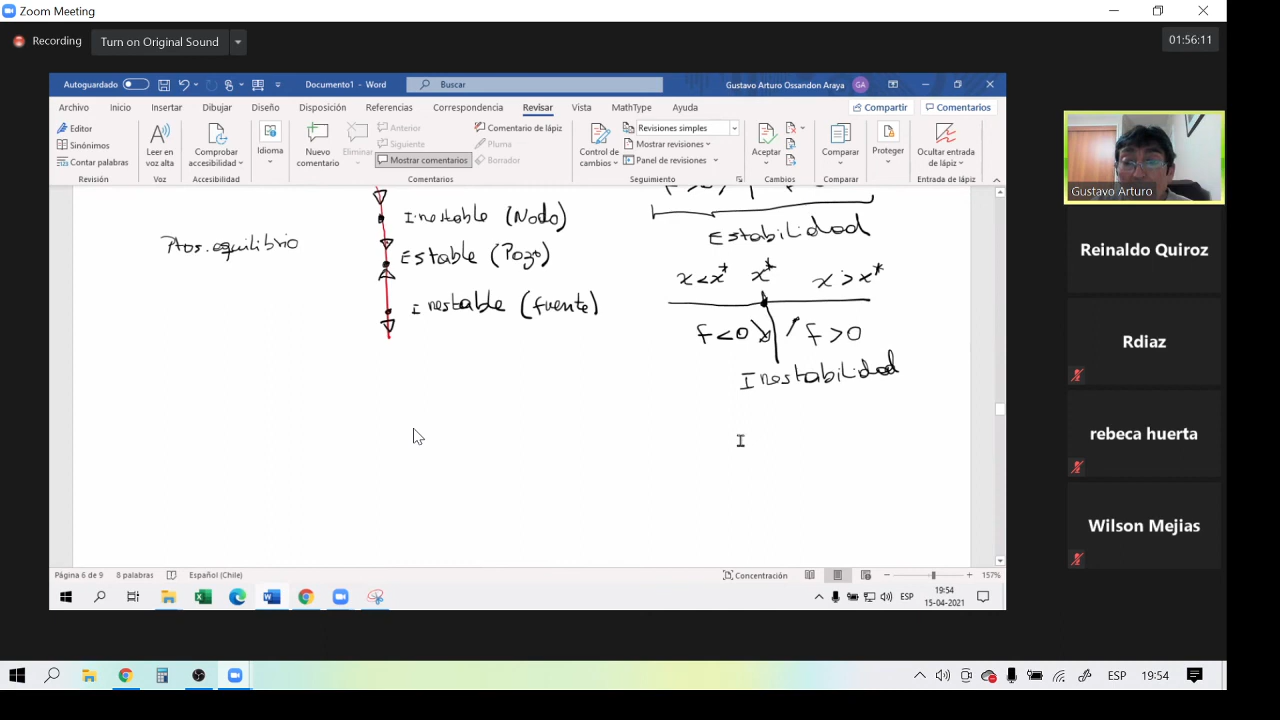 Zoom Meeting
Recording
Turn on Original Sound
01:56:11
Autoguardado
Documento1 - Word
Buscar
Gustavo Arturo Ossandon Araya
GA
Archivo Inicio Insertar Dibujar Diseño Disposición Referencias Correspondencia Revisar Vista MathType Ayuda
Compartir
Comentarios
Editor
Sinónimos
Contar palabras
Revisión
Leer en voz alta
Voz
Comprobar accesibilidad
Accesibilidad
Idioma
Nuevo comentario
Eliminar
Anterior
Siguiente
Mostrar comentarios
Comentario de lápiz
Pluma
Borrador
Comentarios
Control de cambios
Revisiones simples
Mostrar revisiones
Panel de revisiones
Seguimiento
Aceptar
Cambios
Comparar
Comparar
Proteger
Ocultar entrada de lápiz
Entrada de lápiz
Ptos. equilibrio
Inestable (Nodo)
Estable (Pozo)
Inestable (fuente)
Estabilidad
x<x* x* x>x*
f<0 f>0
Inestabilidad
Gustavo Arturo
Reinaldo Quiroz
Rdiaz
rebeca huerta
Wilson Mejias
Página 6 de 9
8 palabras
Español (Chile)
Concentración
157%
ESP
19:54
15-04-2021
ESP
19:54